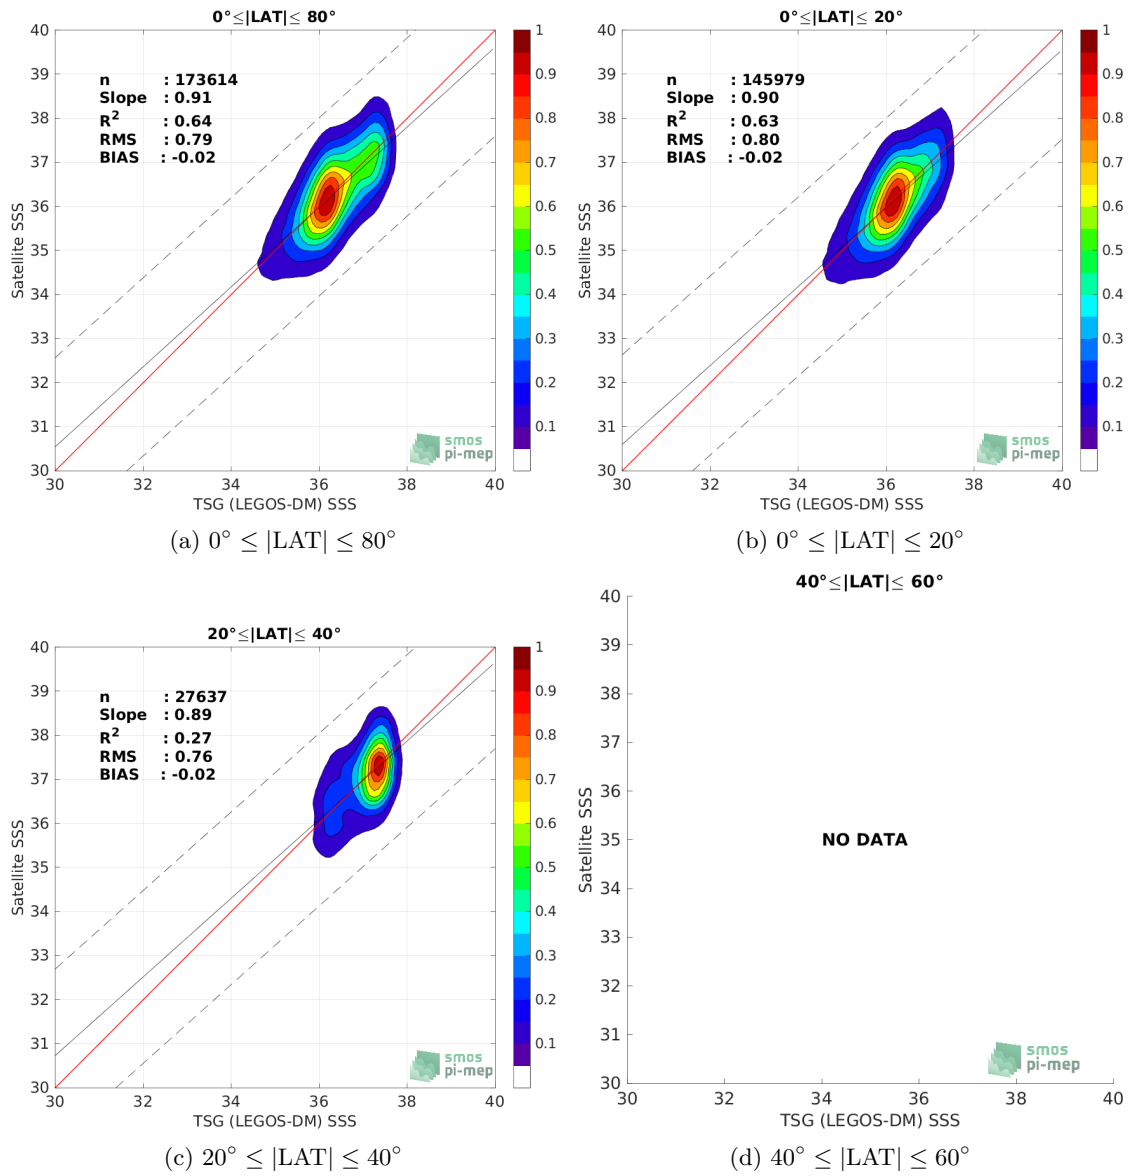 0°≤|LAT|≤ 80°
n : 173614
Slope : 0.91
R² : 0.64
RMS : 0.79
BIAS : -0.02
40
39
38
37
36
35
34
33
32
31
30
30 32 34 36 38 40
Satellite SSS
TSG (LEGOS-DM) SSS
1
0.9
0.8
0.7
0.6
0.5
0.4
0.3
0.2
0.1
smos
pi-mep
(a) 0° ≤ |LAT| ≤ 80°
0°≤|LAT|≤ 20°
n : 145979
Slope : 0.90
R² : 0.63
RMS : 0.80
BIAS : -0.02
40
39
38
37
36
35
34
33
32
31
30
30 32 34 36 38 40
Satellite SSS
TSG (LEGOS-DM) SSS
1
0.9
0.8
0.7
0.6
0.5
0.4
0.3
0.2
0.1
smos
pi-mep
(b) 0° ≤ |LAT| ≤ 20°
20°≤|LAT|≤ 40°
n : 27637
Slope : 0.89
R² : 0.27
RMS : 0.76
BIAS : -0.02
40
39
38
37
36
35
34
33
32
31
30
30 32 34 36 38 40
Satellite SSS
TSG (LEGOS-DM) SSS
1
0.9
0.8
0.7
0.6
0.5
0.4
0.3
0.2
0.1
smos
pi-mep
(c) 20° ≤ |LAT| ≤ 40°
40°≤|LAT|≤ 60°
40
39
38
37
36
35
34
33
32
31
30
30 32 34 36 38 40
Satellite SSS
NO DATA
TSG (LEGOS-DM) SSS
smos
pi-mep
(d) 40° ≤ |LAT| ≤ 60°